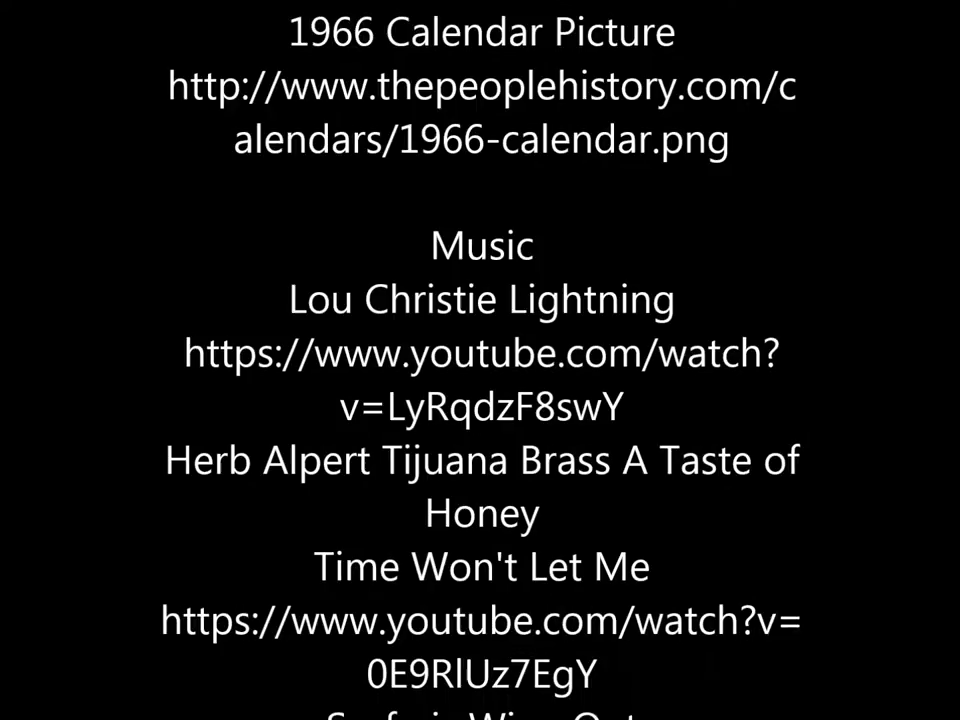 1966 Calendar Picture
http://www.thepeoplehistory.com/c
alendars/1966-calendar.png
Music
Lou Christie Lightning
https://www.youtube.com/watch?
v=LyRqdzF8swY
Herb Alpert Tijuana Brass A Taste of
Honey
Time Won't Let Me
https://www.youtube.com/watch?v=
0E9RlUz7EgY